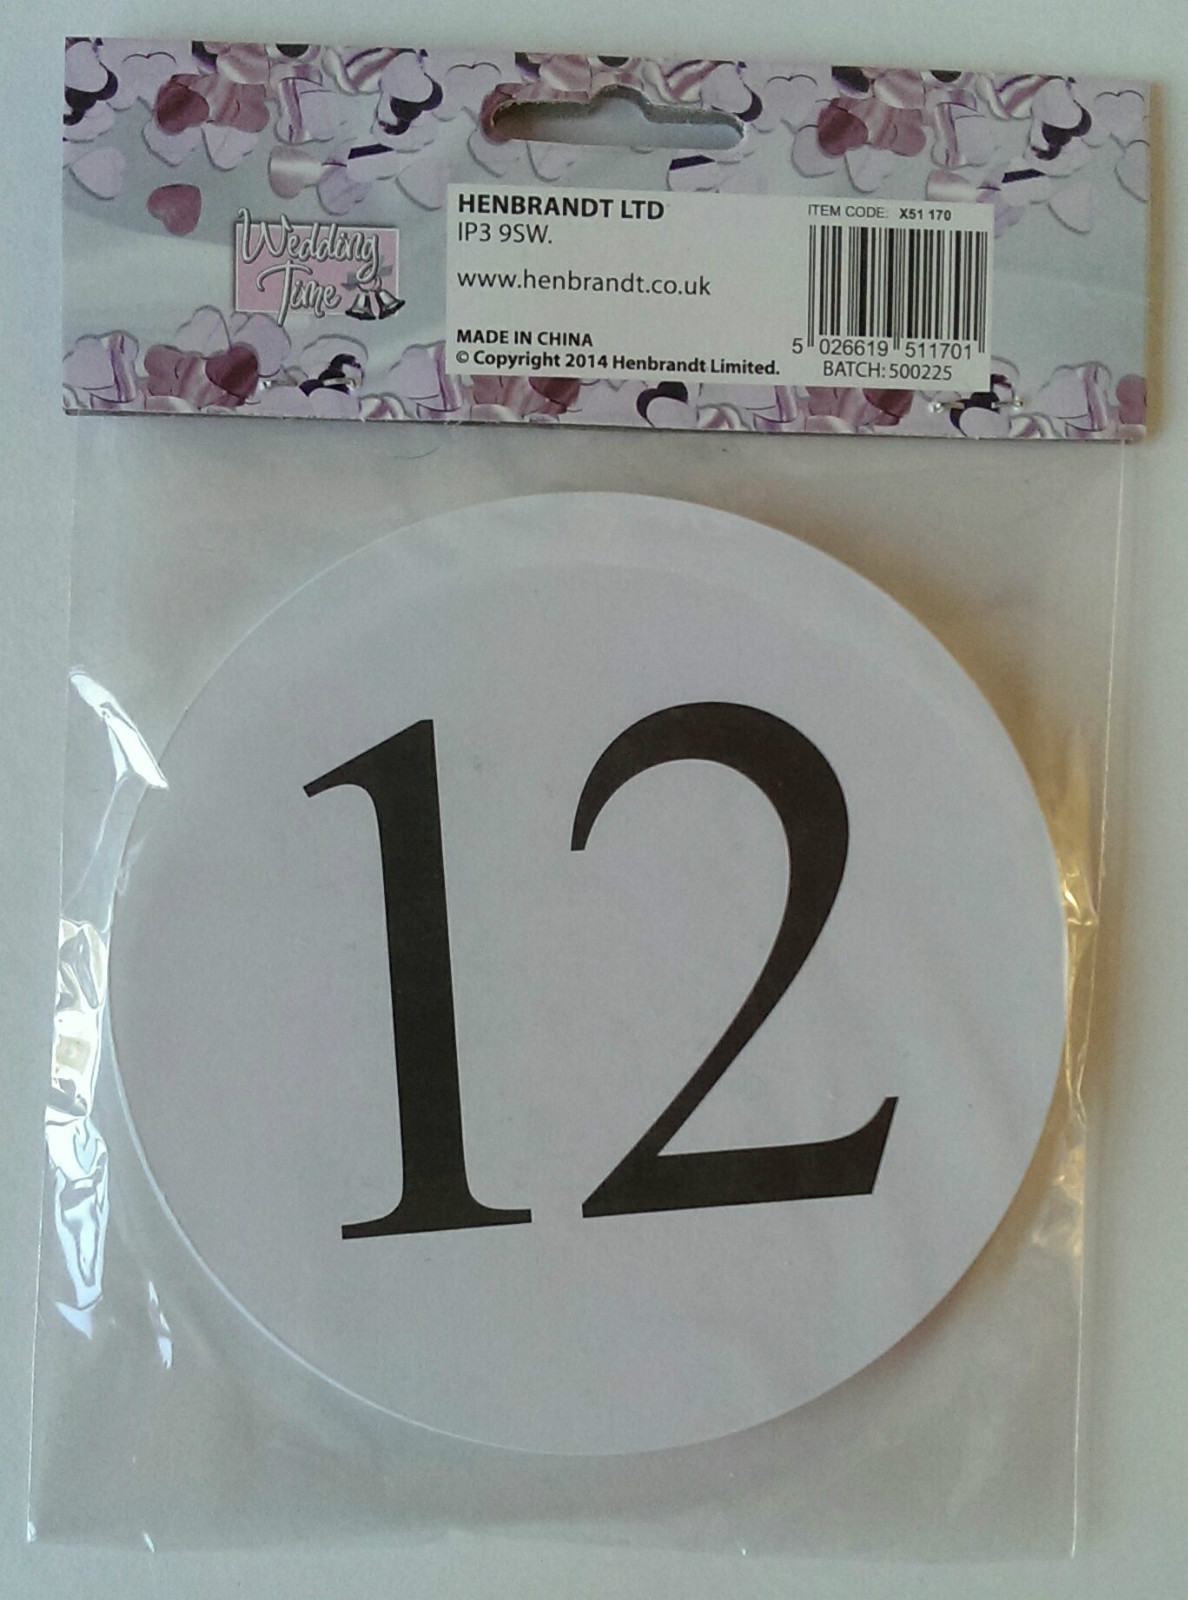 Wedding
Time
HENBRANDT LTD
IP3 9SW.
www.henbrandt.co.uk
MADE IN CHINA
© Copyright 2014 Henbrandt Limited.
ITEM CODE: X51 170
5 026619 511701
BATCH: 500225
12